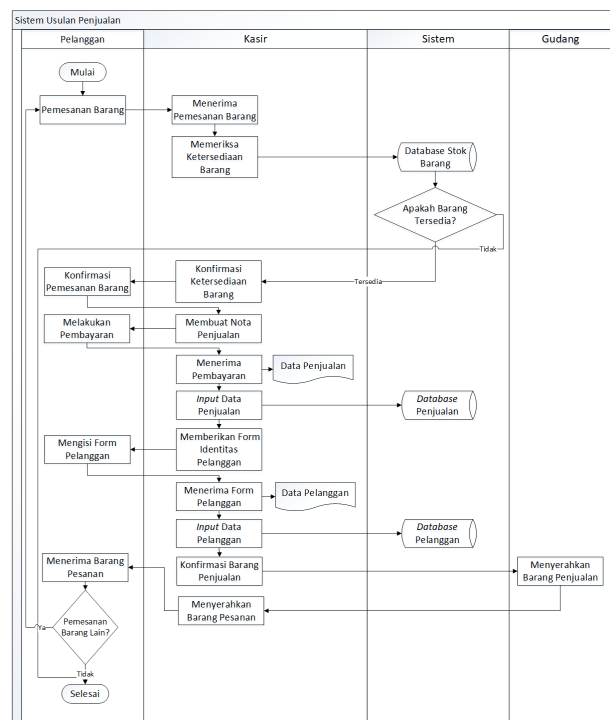 Sistem Usulan Penjualan
Pelanggan
Kasir
Sistem
Gudang
Mulai
Pemesanan Barang
Menerima
Pemesanan Barang
Memeriksa
Ketersediaan
Barang
Database Stok
Barang
Apakah Barang
Tersedia?
Tidak
Tersedia
Konfirmasi
Ketersediaan
Barang
Konfirmasi
Pemesanan Barang
Membuat Nota
Penjualan
Melakukan
Pembayaran
Menerima
Pembayaran
Data Penjualan
Input Data
Penjualan
Database
Penjualan
Memberikan Form
Identitas
Pelanggan
Mengisi Form
Pelanggan
Menerima Form
Pelanggan
Data Pelanggan
Input Data
Pelanggan
Database
Pelanggan
Konfirmasi Barang
Penjualan
Menyerahkan
Barang Penjualan
Menyerahkan
Barang Pesanan
Menerima Barang
Pesanan
Pemesanan
Barang Lain?
Ya
Tidak
Selesai